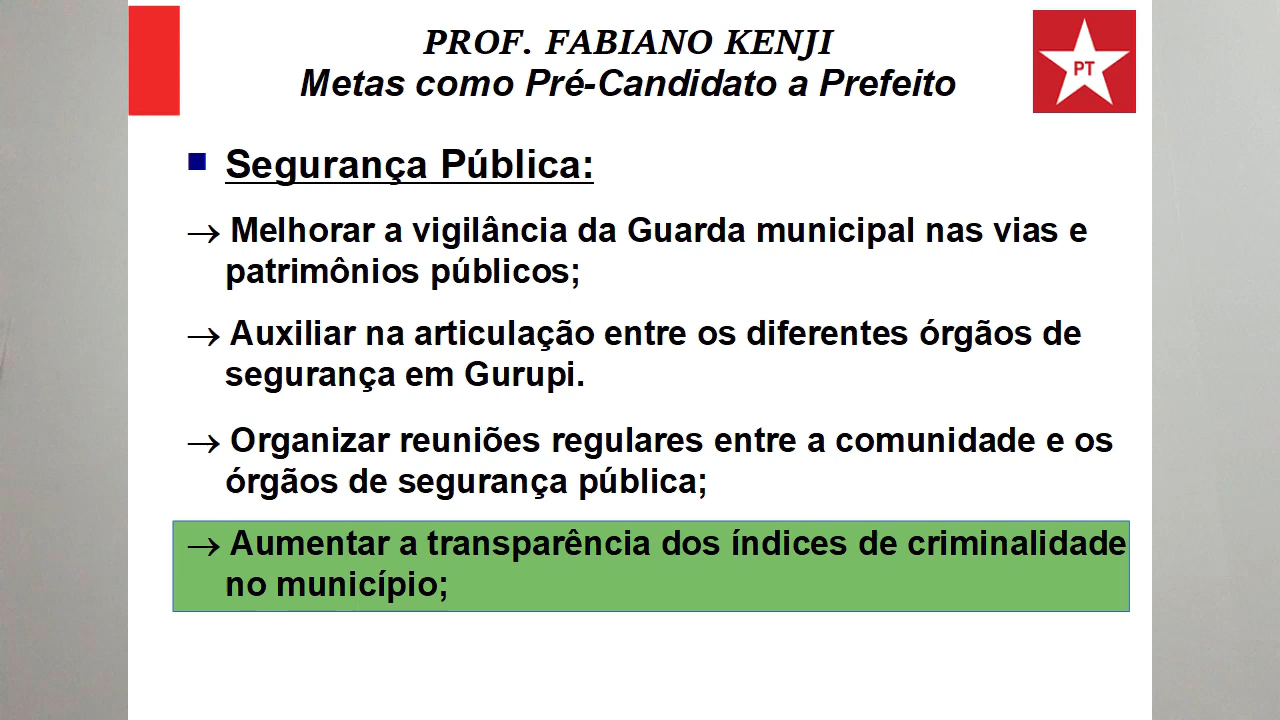 PROF. FABIANO KENJI
Metas como Pré-Candidato a Prefeito
PT
Segurança Pública:
→ Melhorar a vigilância da Guarda municipal nas vias e
patrimônios públicos;
→ Auxiliar na articulação entre os diferentes órgãos de
segurança em Gurupi.
→ Organizar reuniões regulares entre a comunidade e os
órgãos de segurança pública;
→ Aumentar a transparência dos índices de criminalidade
no município;